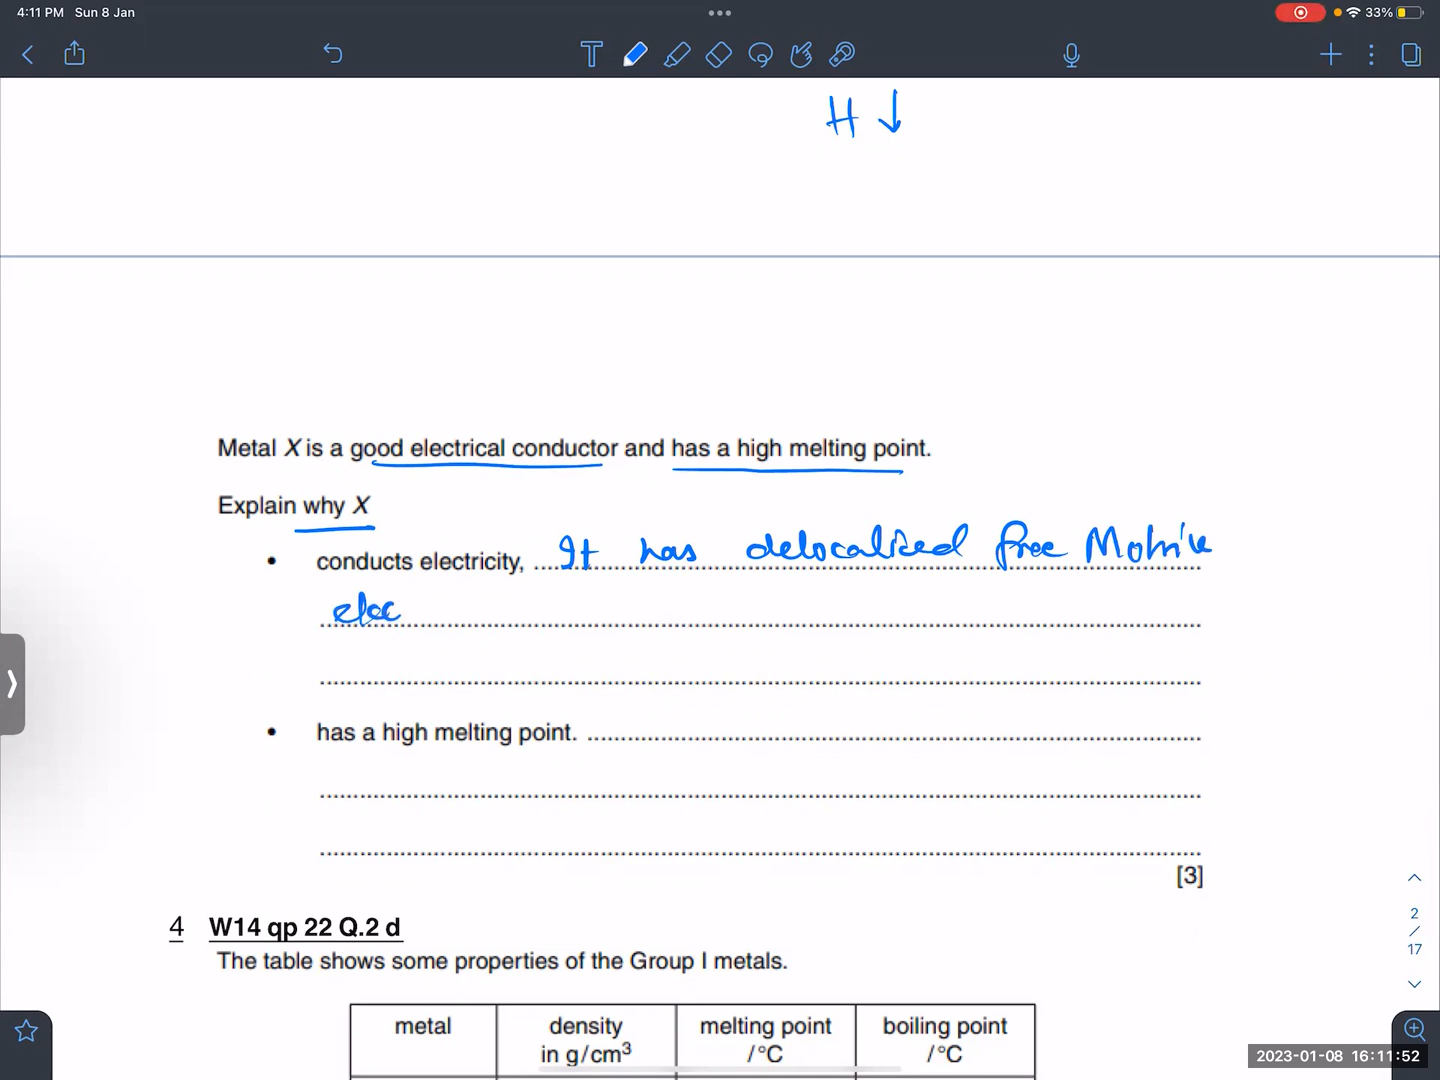 4:11 PM Sun 8 Jan
33%
H ↓
Metal X is a good electrical conductor and has a high melting point.
Explain why X
• conducts electricity, It has delocalized free Mobile
elec
• has a high melting point.
[3]
4 W14 qp 22 Q.2 d
The table shows some properties of the Group I metals.
metal density melting point boiling point
in g/cm³ /°C /°C
2
/
17
2023-01-08 16:11:52